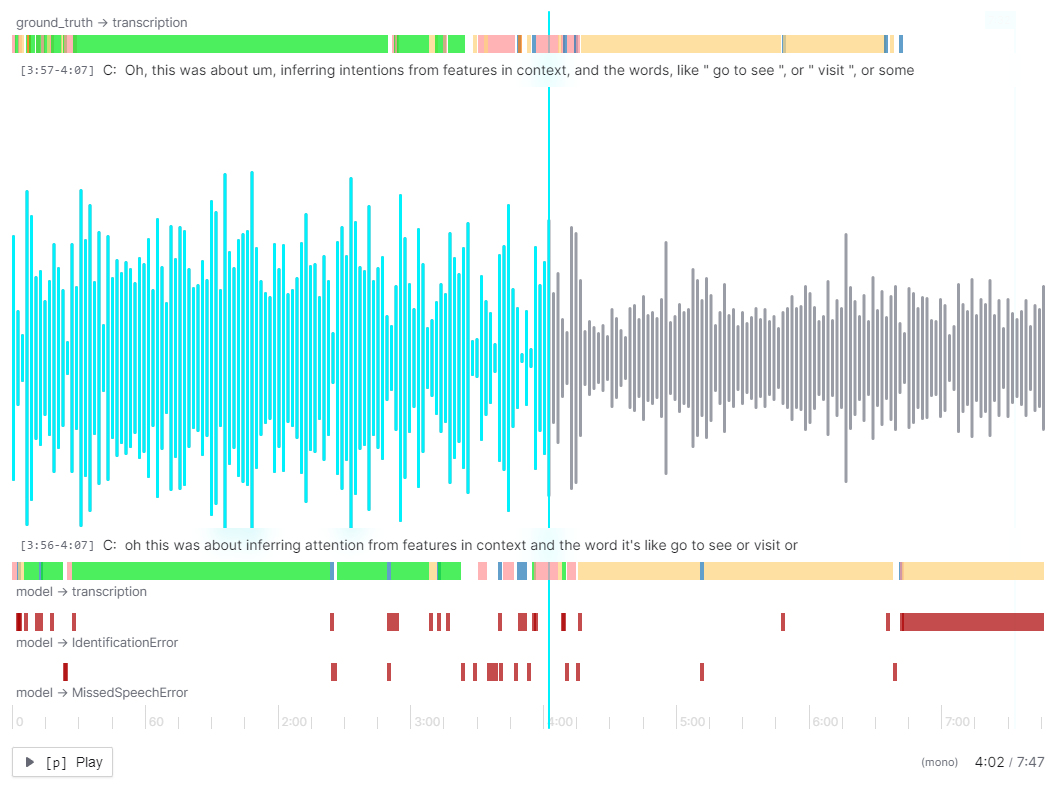 ground_truth → transcription
[3:57-4:07] C: Oh, this was about um, inferring intentions from features in context, and the words, like " go to see ", or " visit ", or some
[3:56-4:07] C: oh this was about inferring attention from features in context and the word it's like go to see or visit or
model → transcription
model → IdentificationError
model → MissedSpeechError
0 60 2:00 3:00 4:00 5:00 6:00 7:00
[p] Play (mono) 4:02 / 7:47